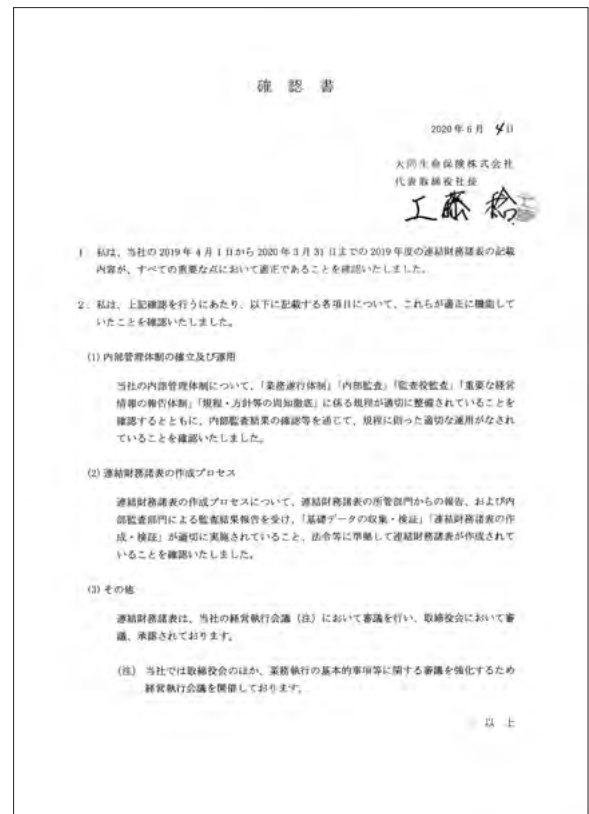 確 認 書
2020年6月 4日
大同生命保険株式会社
代表取締役社長
工藤 稔
1. 私は、当社の2019年4月1日から2020年3月31日までの2019年度の連結財務諸表の記載
内容が、すべての重要な点において適正であることを確認いたしました。
2. 私は、上記確認を行うにあたり、以下に記載する各項目について、これらが適正に機能して
いたことを確認いたしました。
(1) 内部管理体制の確立及び運用
当社の内部管理体制について、「業務遂行体制」「内部監査」「監査役監査」「重要な経営
情報の報告体制」「規程・方針等の周知徹底」に係る規程が適切に整備されていることを
確認するとともに、内部監査結果の確認等を通じて、規程に則った適切な運用がなされ
ていることを確認いたしました。
(2) 連結財務諸表の作成プロセス
連結財務諸表の作成プロセスについて、連結財務諸表の所管部門からの報告、および内
部監査部門による監査結果報告を受け、「基礎データの収集・検証」「連結財務諸表の作
成・検証」が適切に実施されていること、法令等に準拠して連結財務諸表が作成されて
いることを確認いたしました。
(3) その他
連結財務諸表は、当社の経営執行会議（注）において審議を行い、取締役会において審
議、承認されております。
（注） 当社では取締役会のほか、業務執行の基本的事項等に関する審議を強化するため
経営執行会議を開催しております。
以 上